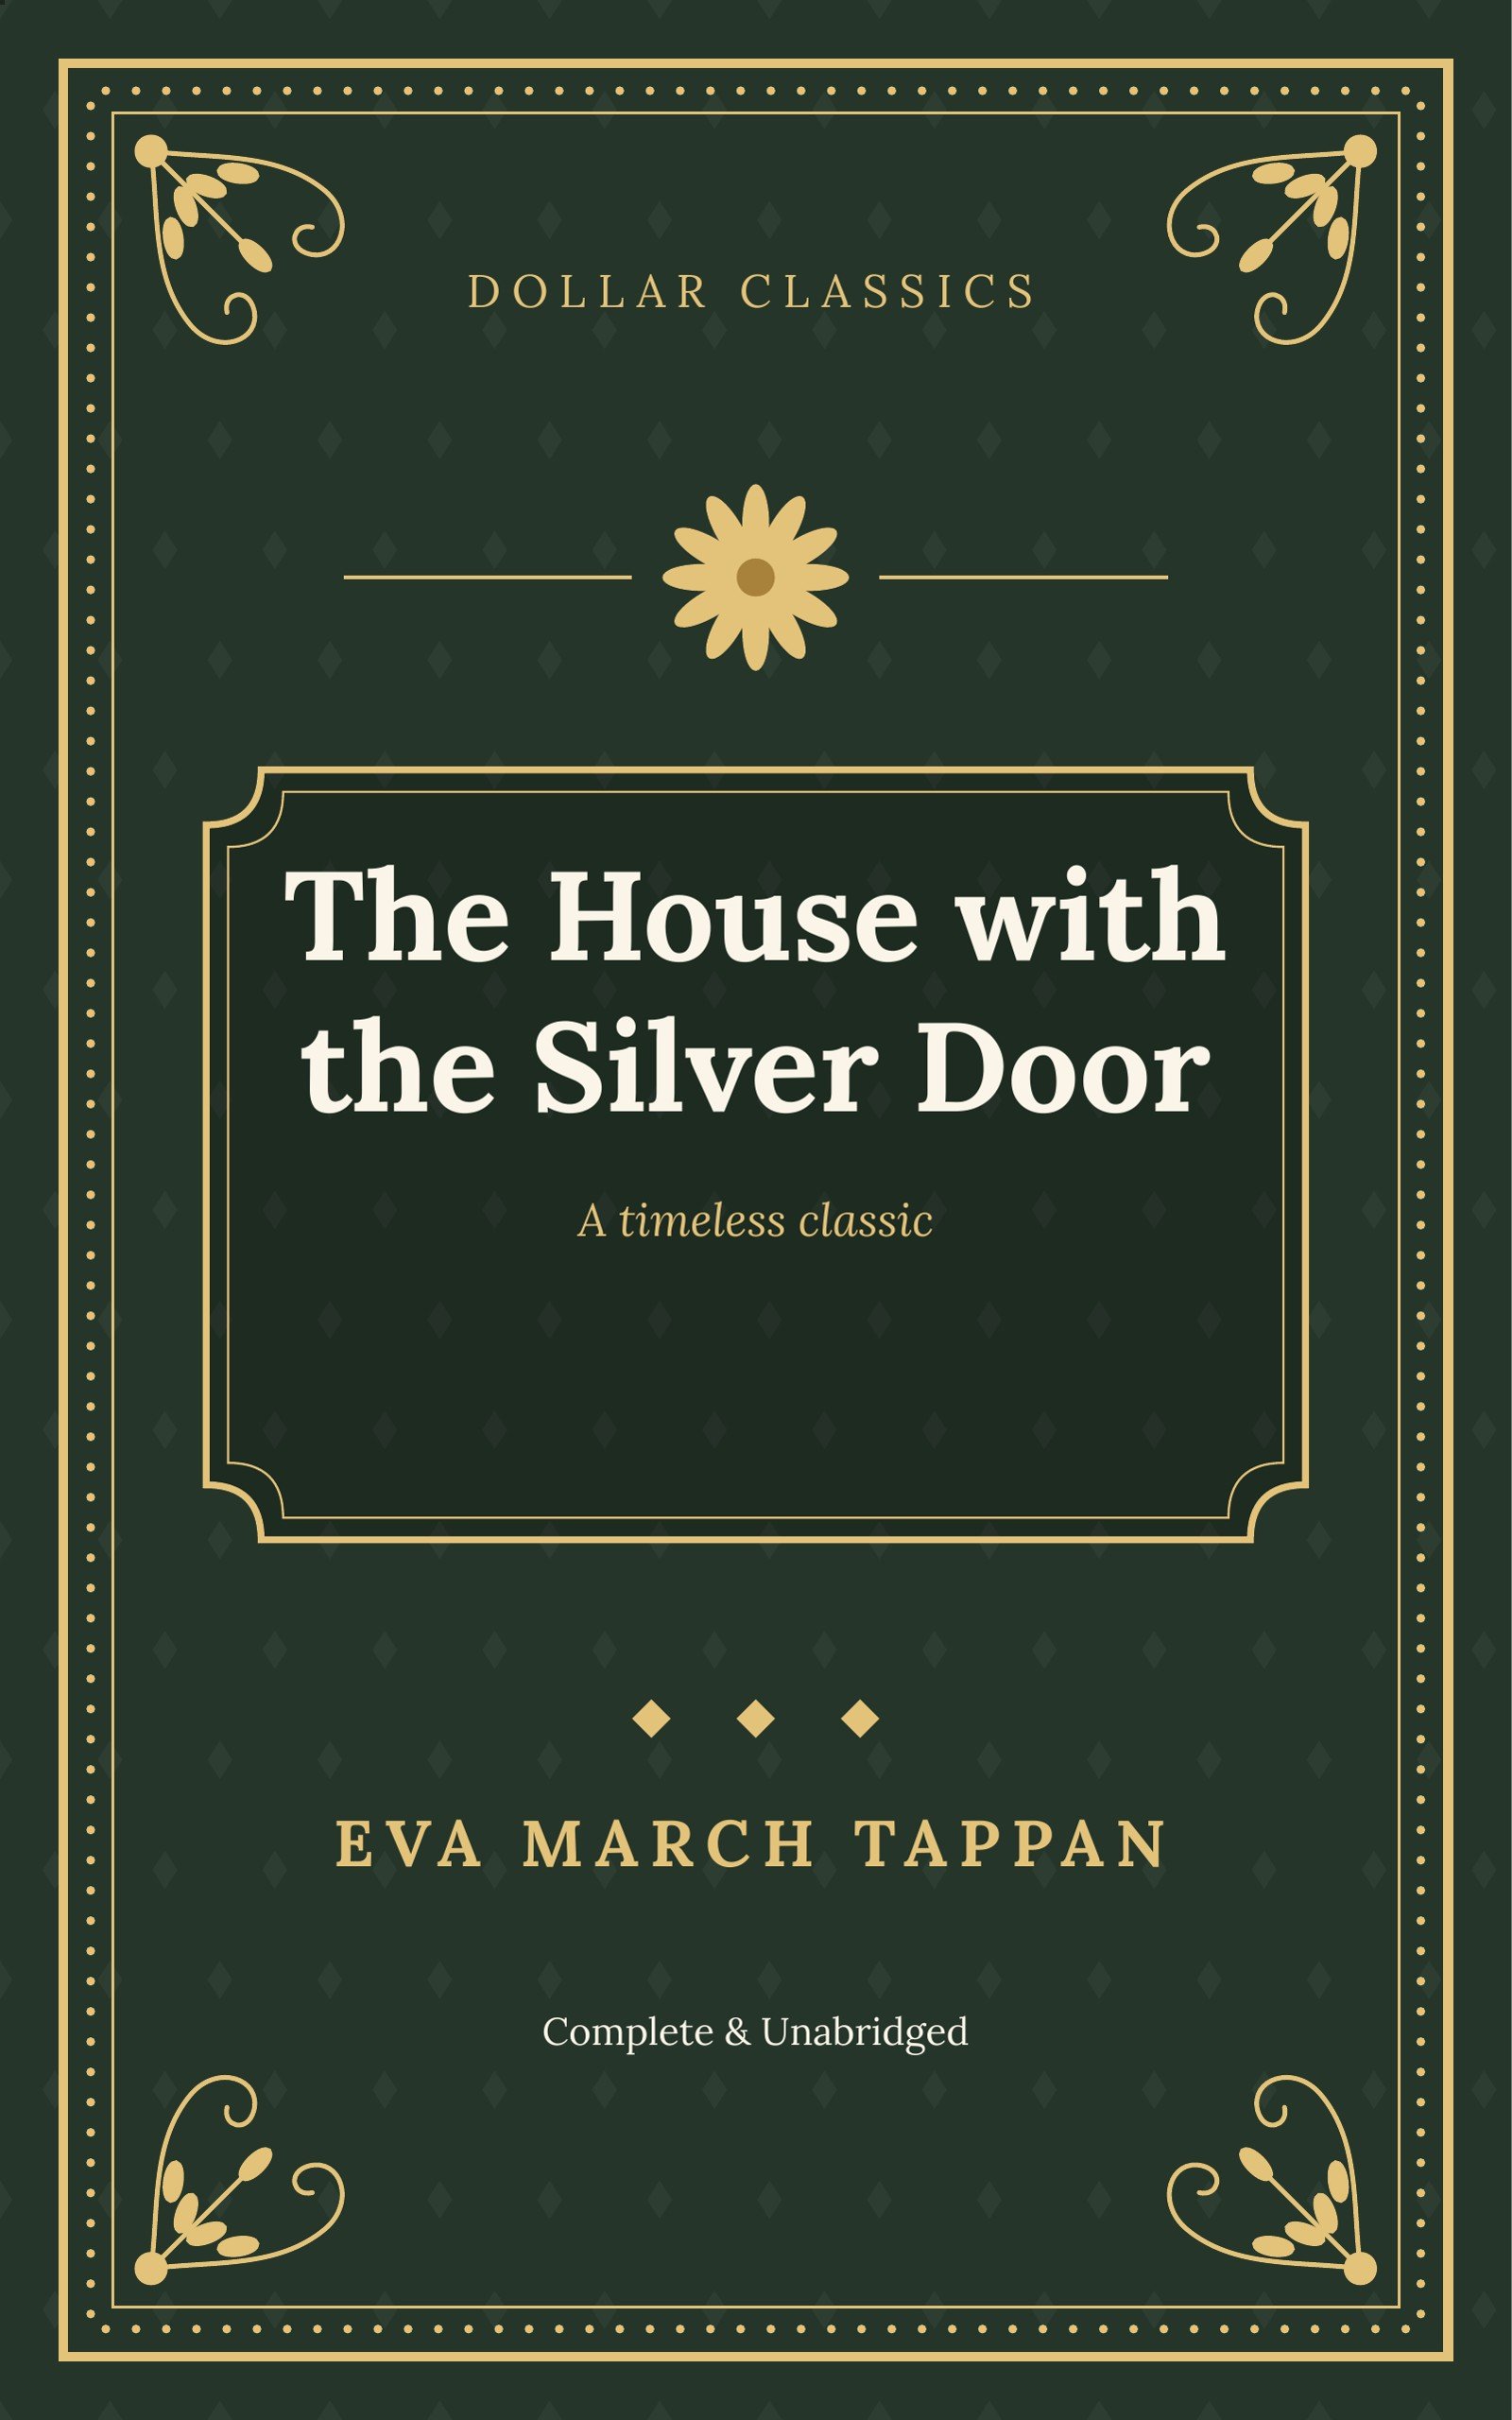 DOLLAR CLASSICS
The House with
the Silver Door
A timeless classic
EVA MARCH TAPPAN
Complete & Unabridged